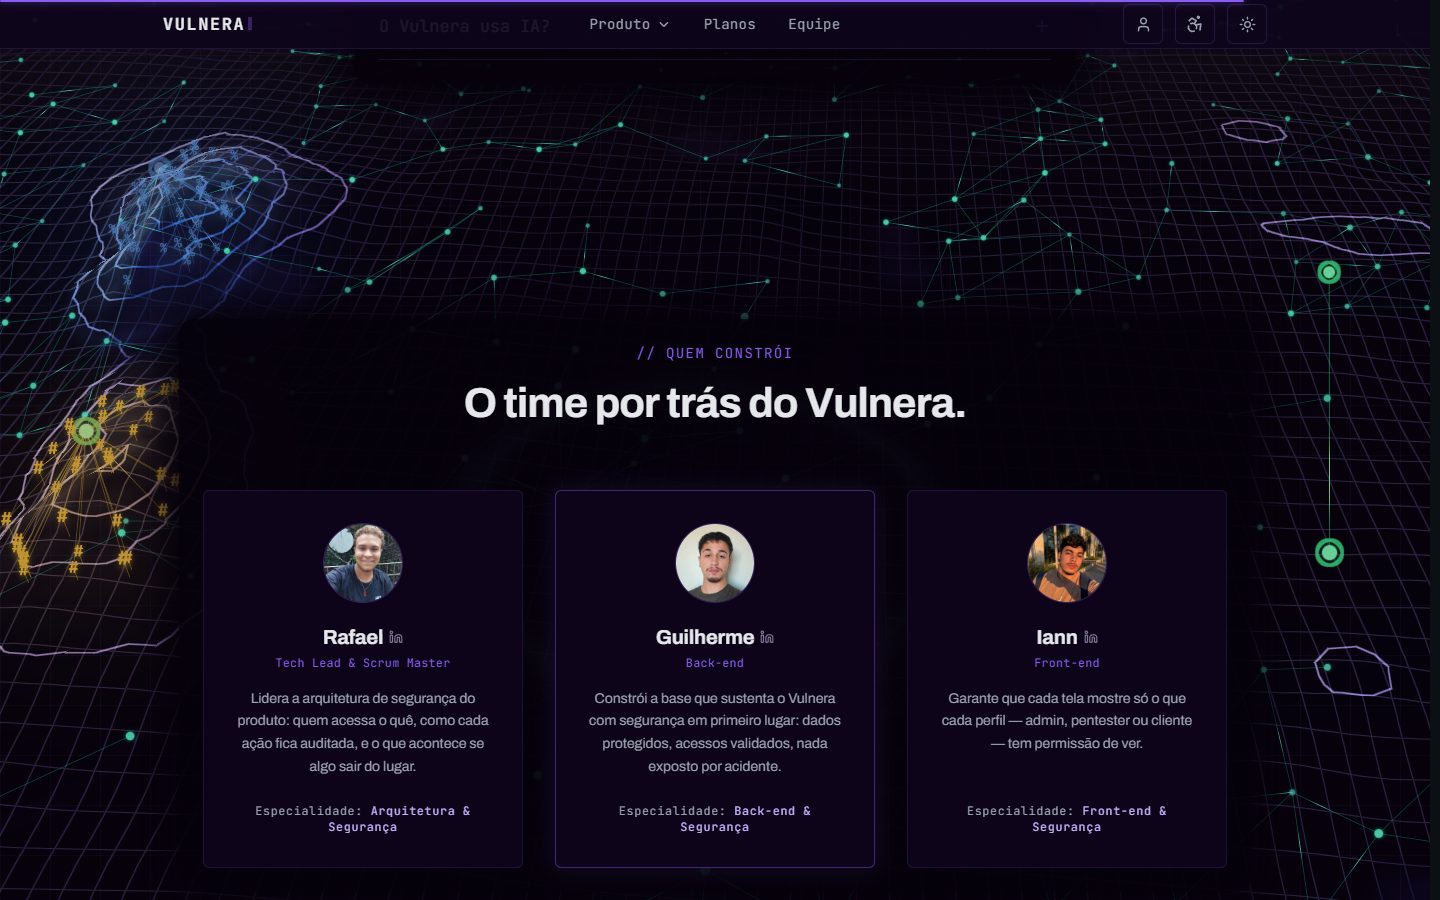 VULNERA
O Vulnera usa IA?
Produto
Planos
Equipe
// QUEM CONSTRÓI
O time por trás do Vulnera.
Rafael in
Tech Lead & Scrum Master
Lidera a arquitetura de segurança do
produto: quem acessa o quê, como cada
ação fica auditada, e o que acontece se
algo sair do lugar.
Especialidade: Arquitetura &
Segurança
Guilherme in
Back-end
Constrói a base que sustenta o Vulnera
com segurança em primeiro lugar: dados
protegidos, acessos validados, nada
exposto por acidente.
Especialidade: Back-end &
Segurança
Iann in
Front-end
Garante que cada tela mostre só o que
cada perfil — admin, pentester ou cliente
— tem permissão de ver.
Especialidade: Front-end &
Segurança